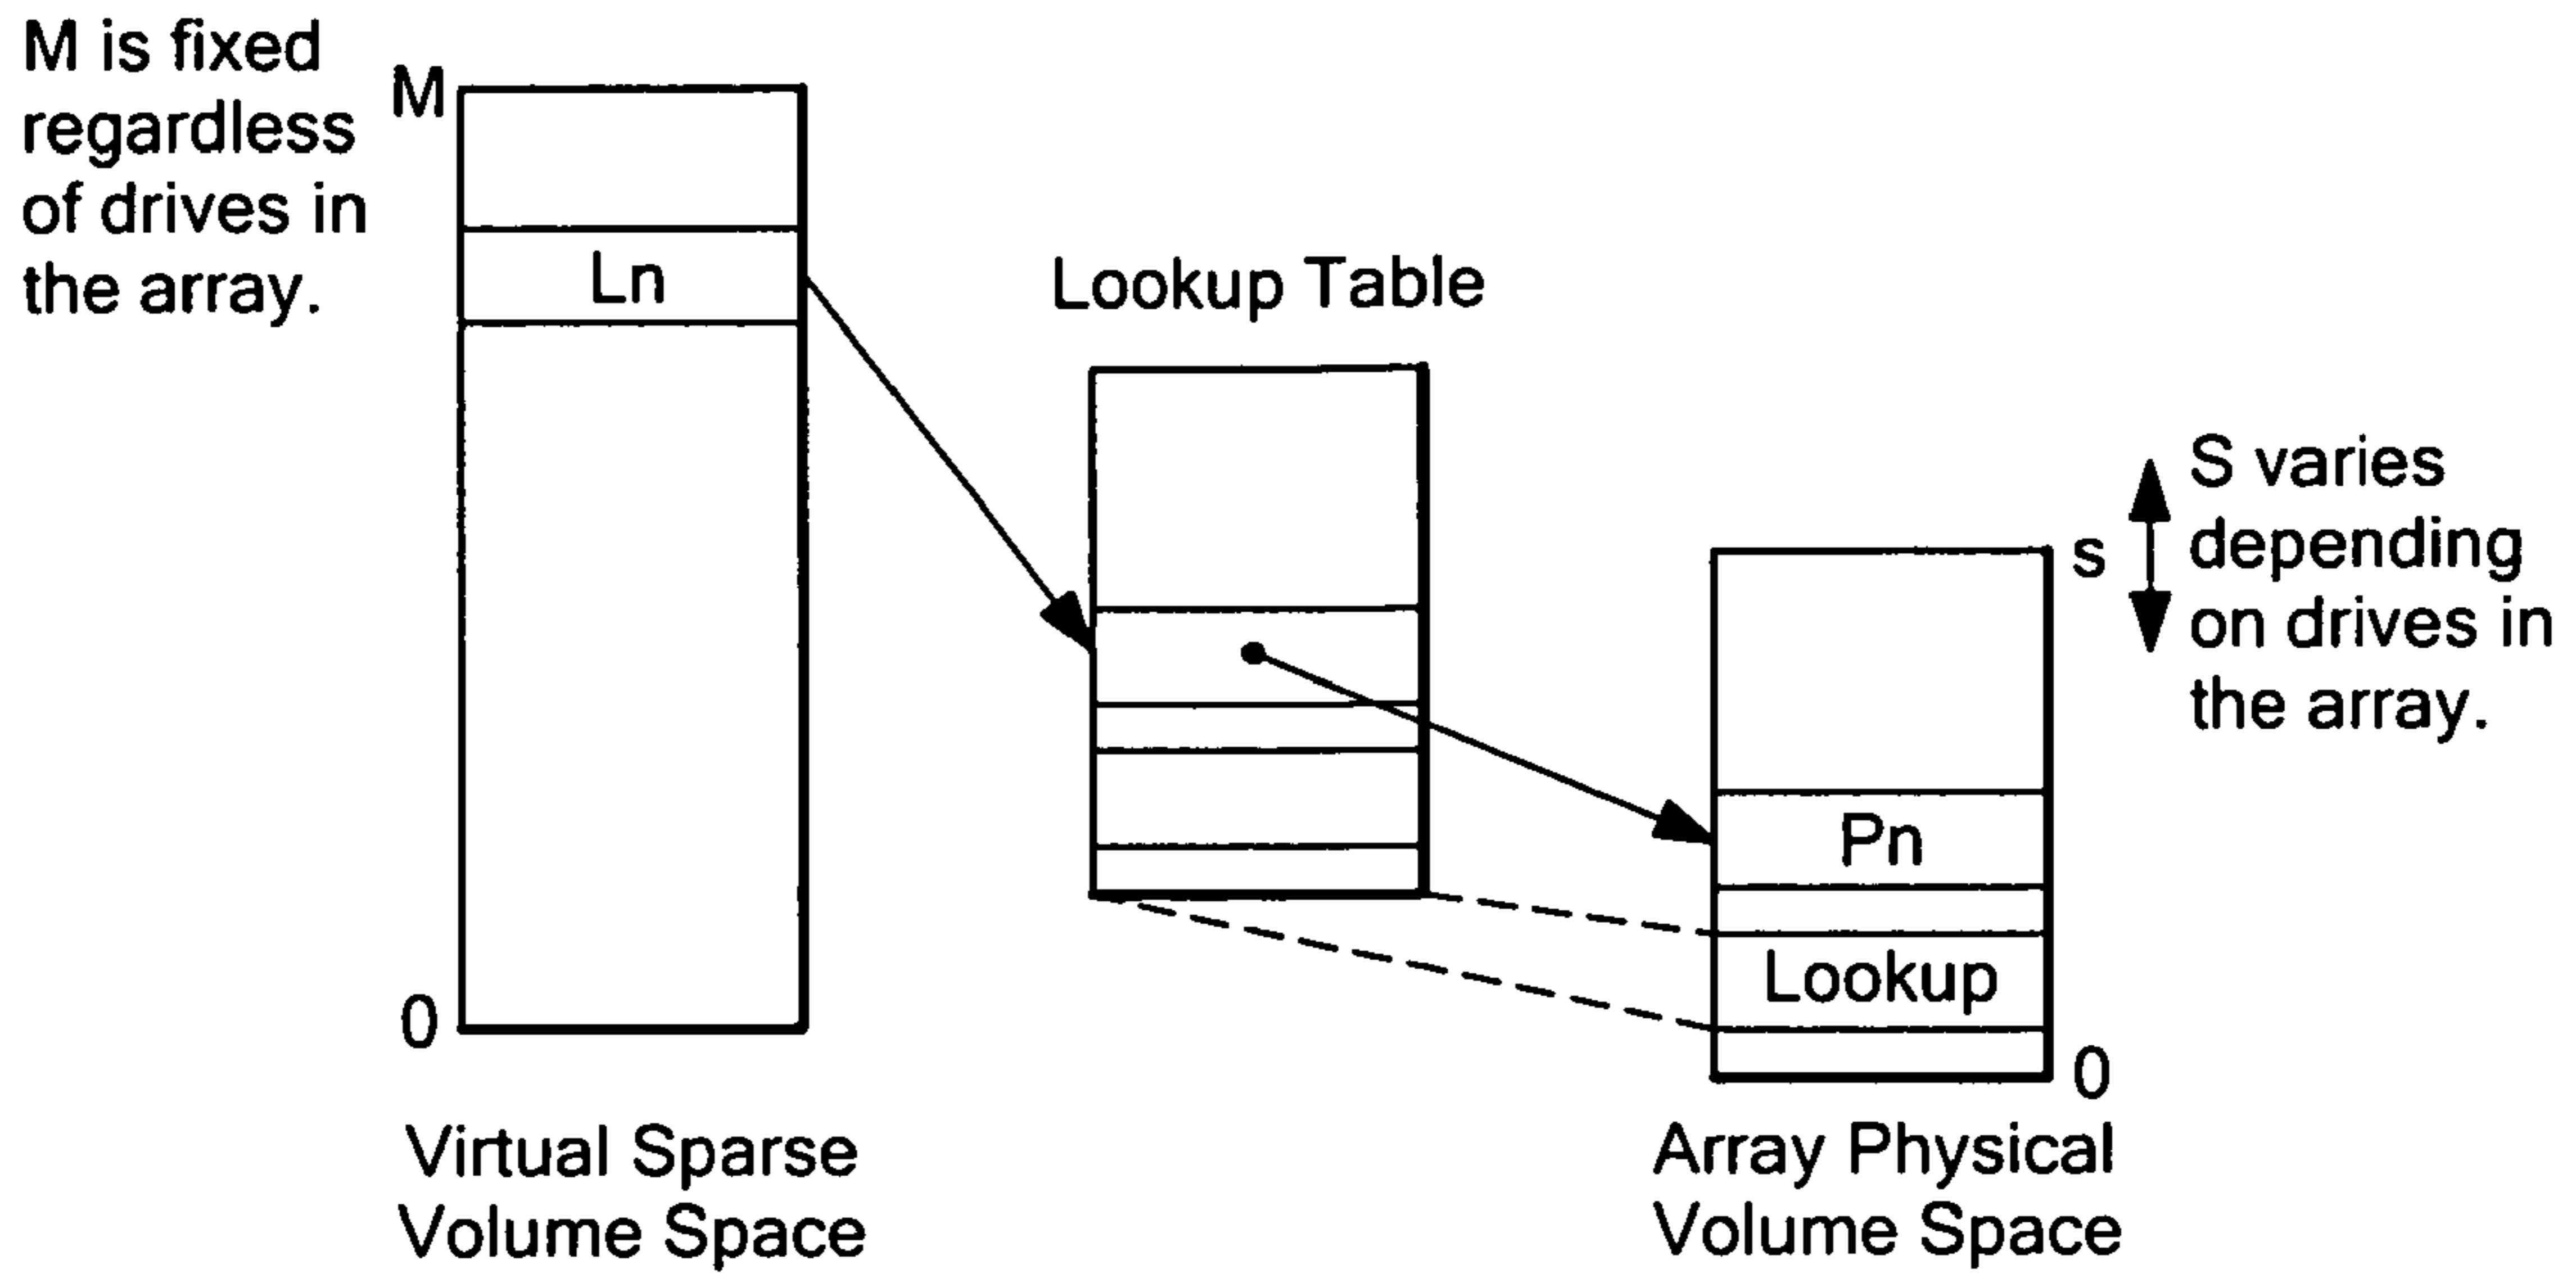 M is fixed
regardless
of drives in
the array.
M
Ln
0
Virtual Sparse
Volume Space
Lookup Table
S varies
depending
on drives in
the array.
s
Pn
Lookup
0
Array Physical
Volume Space